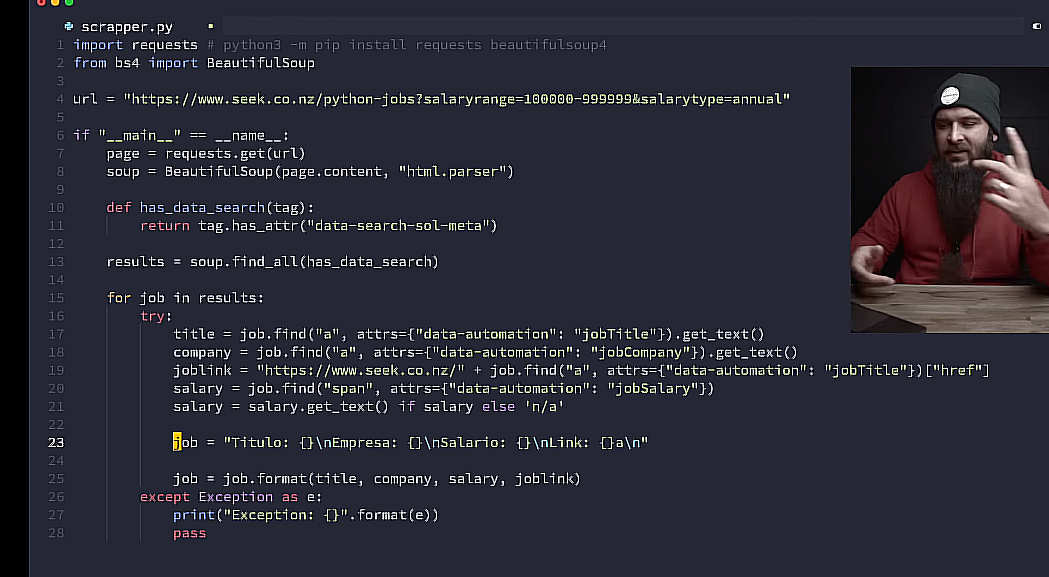 scrapper.py
1 import requests # python3 -m pip install requests beautifulsoup4
2 from bs4 import BeautifulSoup
3
4 url = "https://www.seek.co.nz/python-jobs?salaryrange=100000-999999&salarytype=annual"
5
6 if "__main__" == __name__:
7     page = requests.get(url)
8     soup = BeautifulSoup(page.content, "html.parser")
9
10     def has_data_search(tag):
11         return tag.has_attr("data-search-sol-meta")
12
13     results = soup.find_all(has_data_search)
14
15     for job in results:
16         try:
17             title = job.find("a", attrs={"data-automation": "jobTitle"}).get_text()
18             company = job.find("a", attrs={"data-automation": "jobCompany"}).get_text()
19             joblink = "https://www.seek.co.nz/" + job.find("a", attrs={"data-automation": "jobTitle"})["href"]
20             salary = job.find("span", attrs={"data-automation": "jobSalary"})
21             salary = salary.get_text() if salary else 'n/a'
22
23             job = "Titulo: {}\nEmpresa: {}\nSalario: {}\nLink: {}a\n"
24
25             job = job.format(title, company, salary, joblink)
26         except Exception as e:
27             print("Exception: {}".format(e))
28             pass